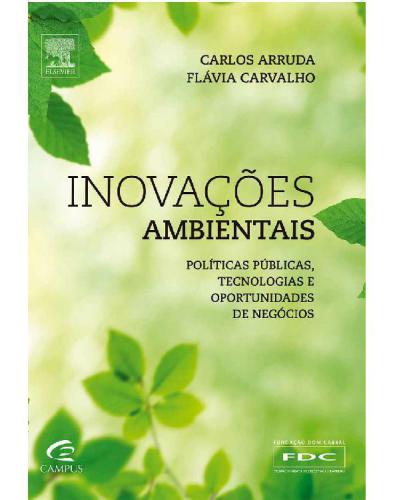 CARLOS ARRUDA
FLÁVIA CARVALHO
ELSEVIER
INOVAÇÕES
AMBIENTAIS
POLÍTICAS PÚBLICAS,
TECNOLOGIAS E
OPORTUNIDADES
DE NEGÓCIOS
FUNDAÇÃO DOM CABRAL
FDC
CAMPUS